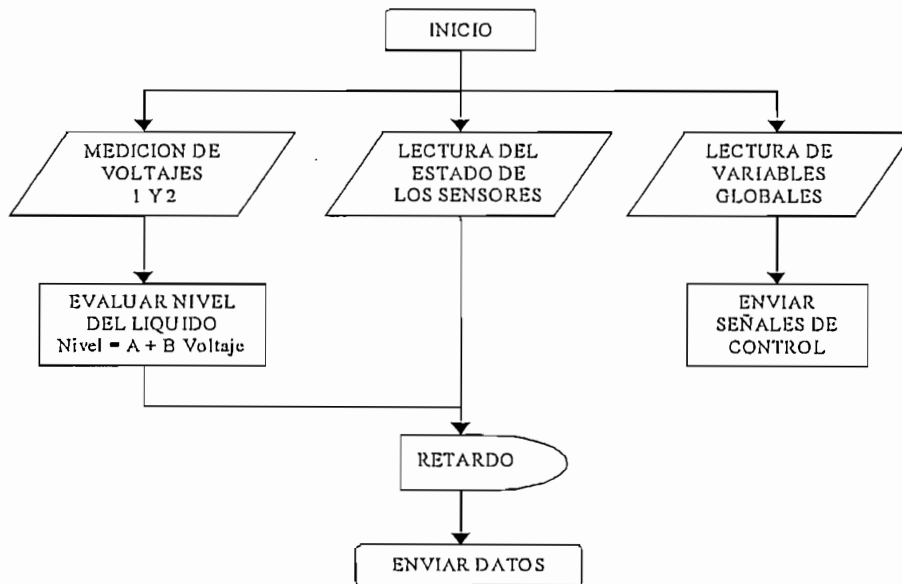 INICIO
MEDICION DE
VOLTAJES
1 Y 2
LECTURA DEL
ESTADO DE
LOS SENSORES
LECTURA DE
VARIABLES
GLOBALES
EVALUAR NIVEL
DEL LIQUIDO
Nivel = A + B Voltaje
ENVIAR
SEÑALES DE
CONTROL
RETARDO
ENVIAR DATOS